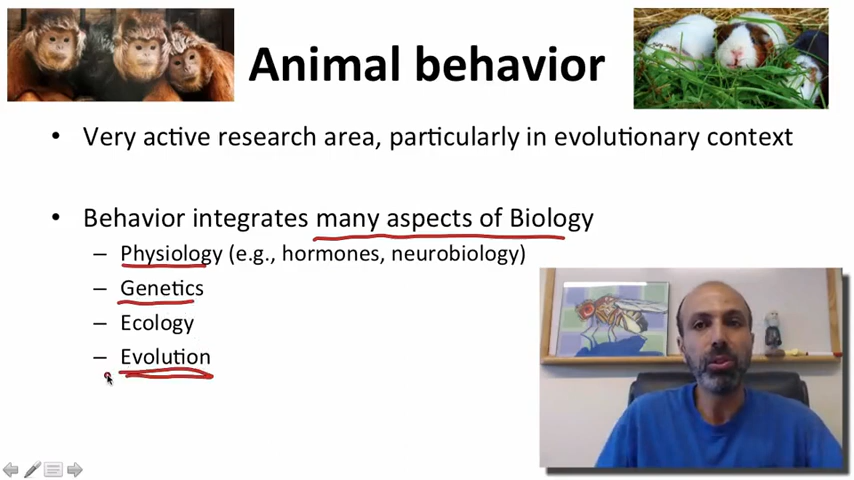 Animal behavior
• Very active research area, particularly in evolutionary context
• Behavior integrates many aspects of Biology
– Physiology (e.g., hormones, neurobiology)
– Genetics
– Ecology
– Evolution